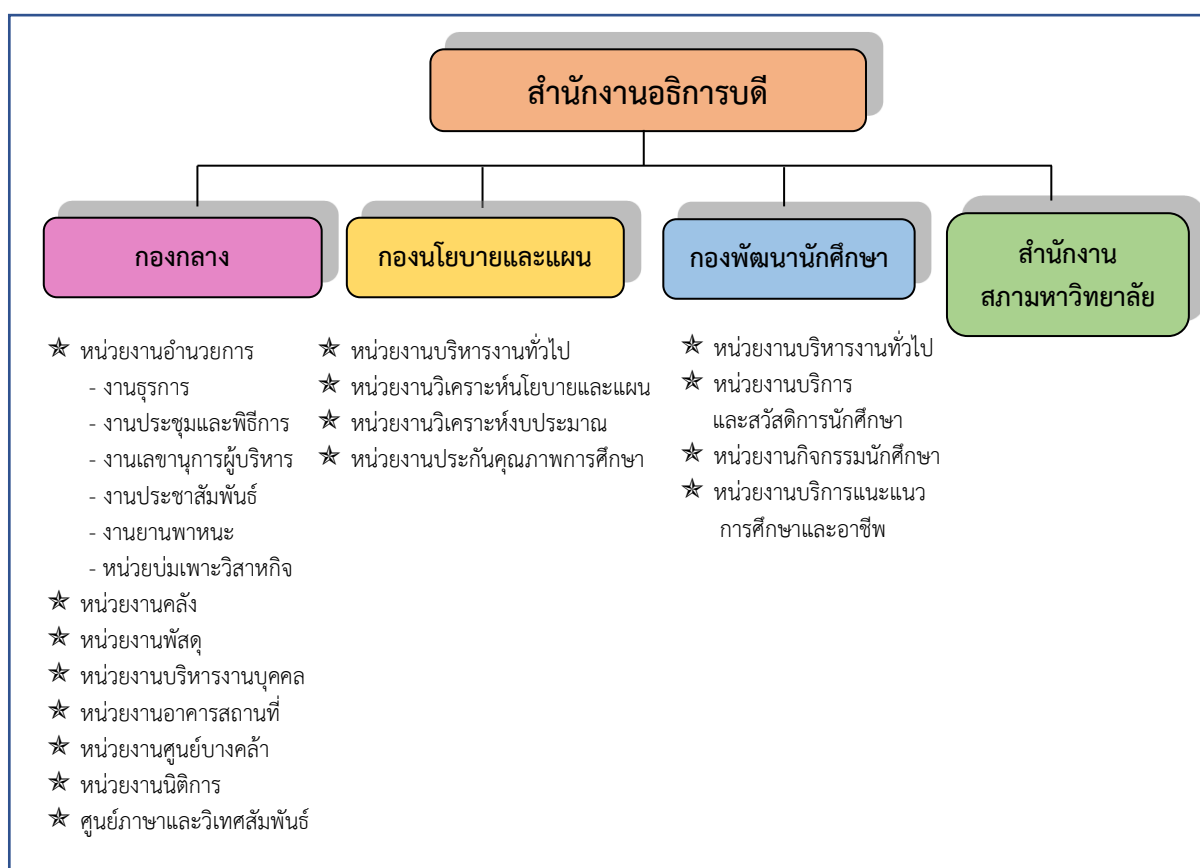 สำนักงานอธิการบดี
กองกลาง
กองนโยบายและแผน
กองพัฒนานักศึกษา
สำนักงาน
สภามหาวิทยาลัย
หน่วยงานอำนวยการ
- งานธุรการ
- งานประชุมและพิธีการ
- งานเลขานุการผู้บริหาร
- งานประชาสัมพันธ์
- งานยานพาหนะ
- หน่วยบ่มเพาะวิสาหกิจ
หน่วยงานคลัง
หน่วยงานพัสดุ
หน่วยงานบริหารงานบุคคล
หน่วยงานอาคารสถานที่
หน่วยงานศูนย์บางคล้า
หน่วยงานนิติการ
ศูนย์ภาษาและวิเทศสัมพันธ์
หน่วยงานบริหารงานทั่วไป
หน่วยงานวิเคราะห์นโยบายและแผน
หน่วยงานวิเคราะห์งบประมาณ
หน่วยงานประกันคุณภาพการศึกษา
หน่วยงานบริหารงานทั่วไป
หน่วยงานบริการ
และสวัสดิการนักศึกษา
หน่วยงานกิจกรรมนักศึกษา
หน่วยงานบริการแนะแนว
การศึกษาและอาชีพ